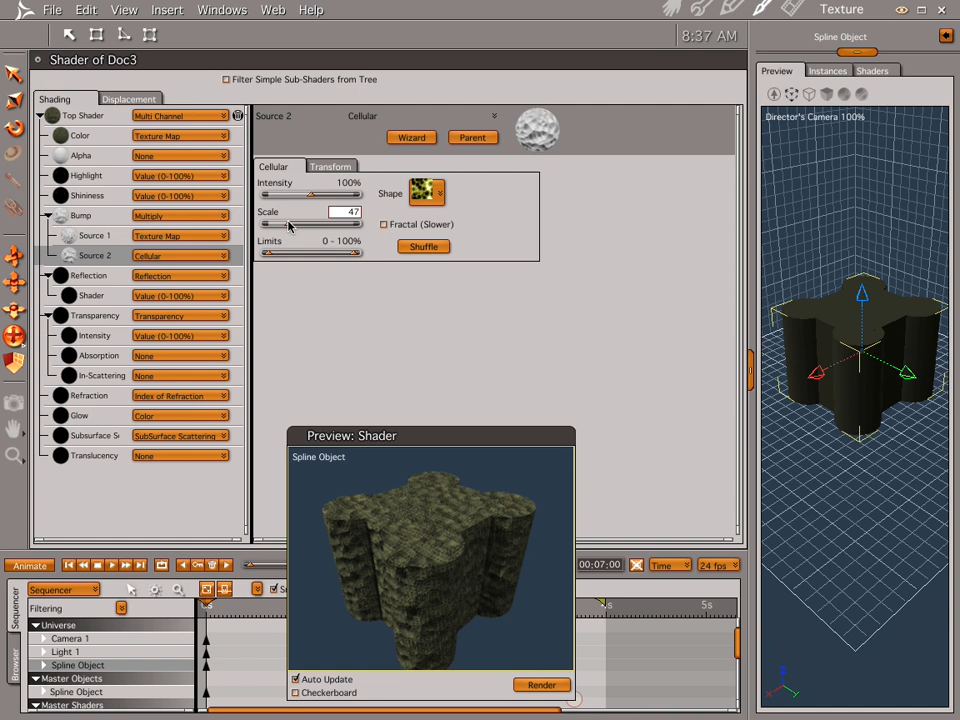 File Edit View Insert Windows Web Help Texture
8:37 AM
Spline Object
Shader of Doc3
Preview Instances Shaders
Filter Simple Sub-Shaders from Tree
Shading Displacement
Director's Camera 100%
Top Shader Multi Channel
Color Texture Map
Alpha None
Highlight Value (0-100%)
Shininess Value (0-100%)
Bump Multiply
Source 1 Texture Map
Source 2 Cellular
Reflection Reflection
Shader Value (0-100%)
Transparency Transparency
Intensity Value (0-100%)
Absorption None
In-Scattering None
Refraction Index of Refraction
Glow Color
Subsurface SubSurface Scattering
Translucency None
Source 2 Cellular
Wizard Parent
Cellular Transform
Intensity 100% Shape
Scale 47
Fractal (Slower)
Limits 0 - 100%
Shuffle
Preview: Shader
Spline Object
Auto Update
Checkerboard
Render
Animate
00:07:00 Time 24 fps
Sequencer
Browser
Sequencer
Filtering
5s
Universe
Camera 1
Light 1
Spline Object
Master Objects
Spline Object
Master Shaders